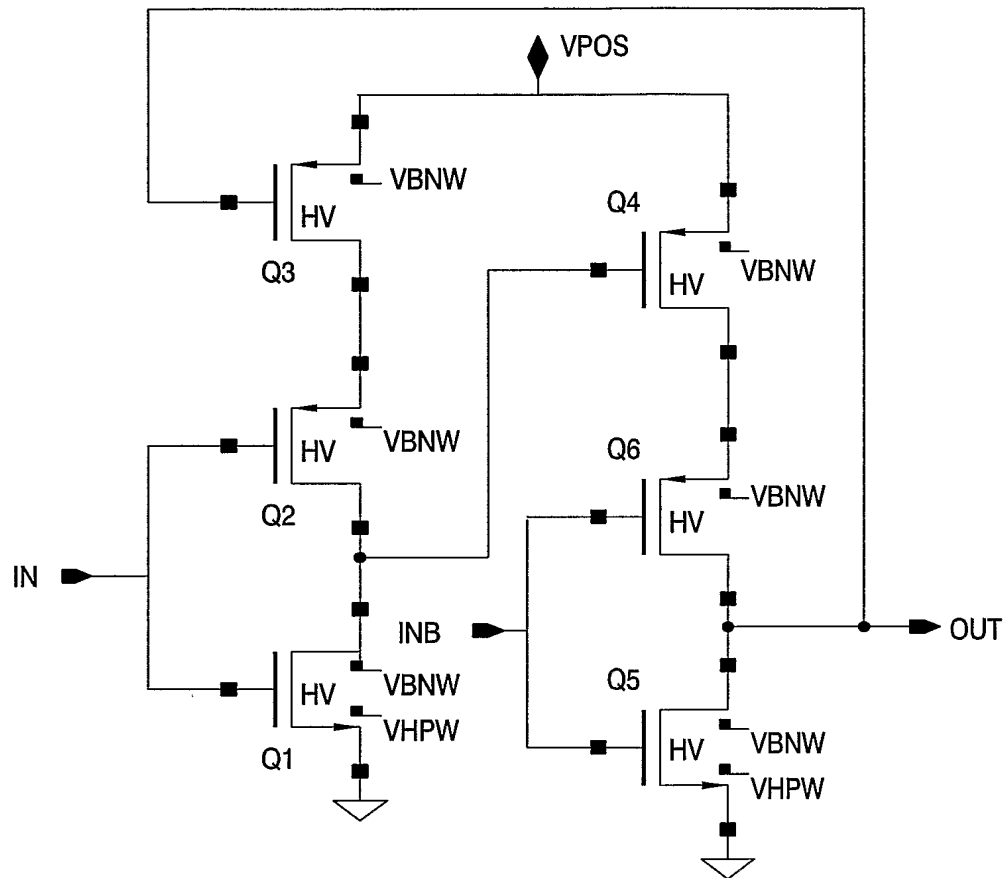 VPOS
VBNW
HV
Q3
Q4
VBNW
HV
VBNW
HV
Q2
Q6
VBNW
HV
IN
INB
OUT
VBNW
HV
VHPW
Q1
Q5
VBNW
HV
VHPW